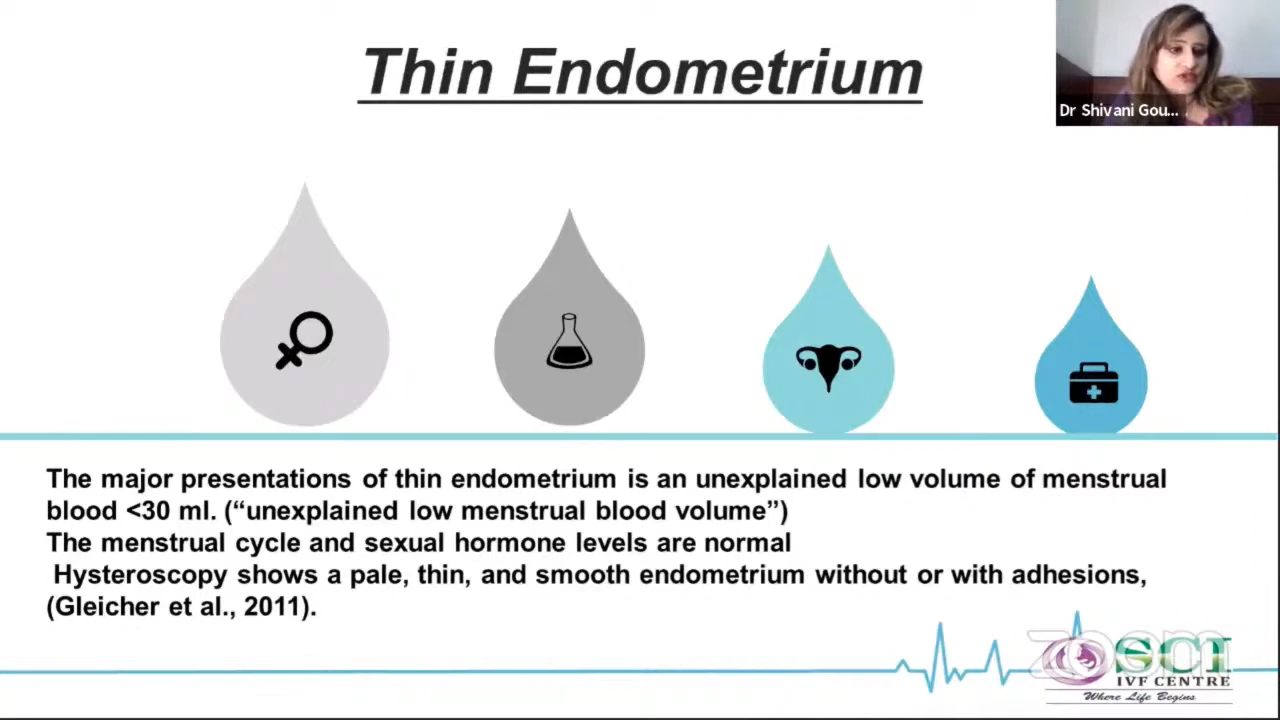 Thin Endometrium
Dr Shivani Gou...
The major presentations of thin endometrium is an unexplained low volume of menstrual
blood <30 ml. (“unexplained low menstrual blood volume”)
The menstrual cycle and sexual hormone levels are normal
Hysteroscopy shows a pale, thin, and smooth endometrium without or with adhesions,
(Gleicher et al., 2011).
zoom
SCI
IVF CENTRE
Where Life Begins